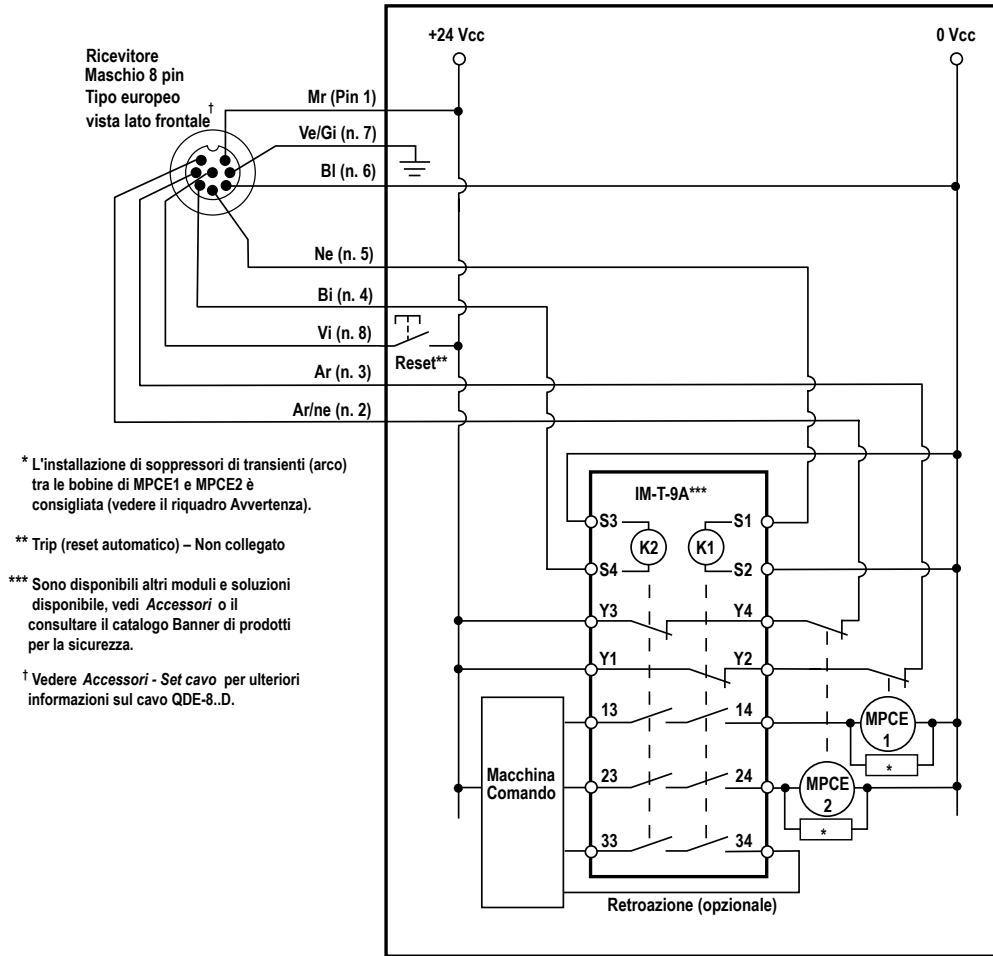 +24 Vcc
0 Vcc
Ricevitore
Maschio 8 pin
Tipo europeo
vista lato frontale †
Mr (Pin 1)
Ve/Gi (n. 7)
Bl (n. 6)
Ne (n. 5)
Bi (n. 4)
Vi (n. 8)
Reset**
Ar (n. 3)
Ar/ne (n. 2)
* L'installazione di soppressori di transienti (arco)
tra le bobine di MPCE1 e MPCE2 è
consigliata (vedere il riquadro Avvertenza).
** Trip (reset automatico) – Non collegato
*** Sono disponibili altri moduli e soluzioni
disponibile, vedi Accessori o il
consultare il catalogo Banner di prodotti
per la sicurezza.
† Vedere Accessori - Set cavo per ulteriori
informazioni sul cavo QDE-8..D.
IM-T-9A***
S3
S1
K2
K1
S4
S2
Y3
Y4
Y1
Y2
13
14
MPCE
1
*
Macchina
Comando
23
24
MPCE
2
*
33
34
Retroazione (opzionale)